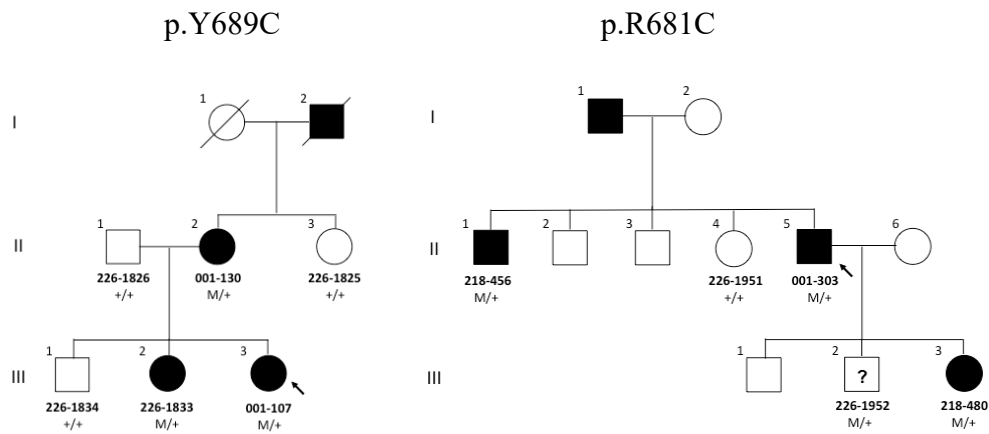 p.Y689C
p.R681C
I
1
2
I
1
2
II
1
2
3
226-1826
001-130
226-1825
+/+
M/+
+/+
II
1
2
3
4
5
6
218-456
226-1951
001-303
M/+
+/+
M/+
III
1
2
3
226-1834
226-1833
001-107
+/+
M/+
M/+
III
1
2
3
?
226-1952
218-480
M/+
M/+